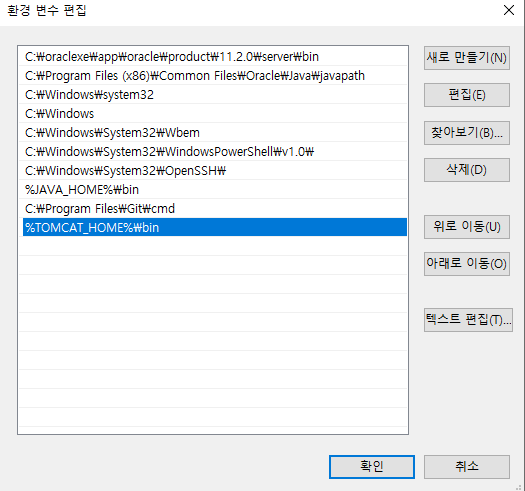 환경 변수 편집
C:₩oraclexe₩app₩oracle₩product₩11.2.0₩server₩bin
C:₩Program Files (x86)₩Common Files₩Oracle₩Java₩javapath
C:₩Windows₩system32
C:₩Windows
C:₩Windows₩System32₩Wbem
C:₩Windows₩System32₩WindowsPowerShell₩v1.0₩
C:₩Windows₩System32₩OpenSSH₩
%JAVA_HOME%₩bin
C:₩Program Files₩Git₩cmd
%TOMCAT_HOME%₩bin
새로 만들기(N)
편집(E)
찾아보기(B)...
삭제(D)
위로 이동(U)
아래로 이동(O)
텍스트 편집(T)...
확인
취소